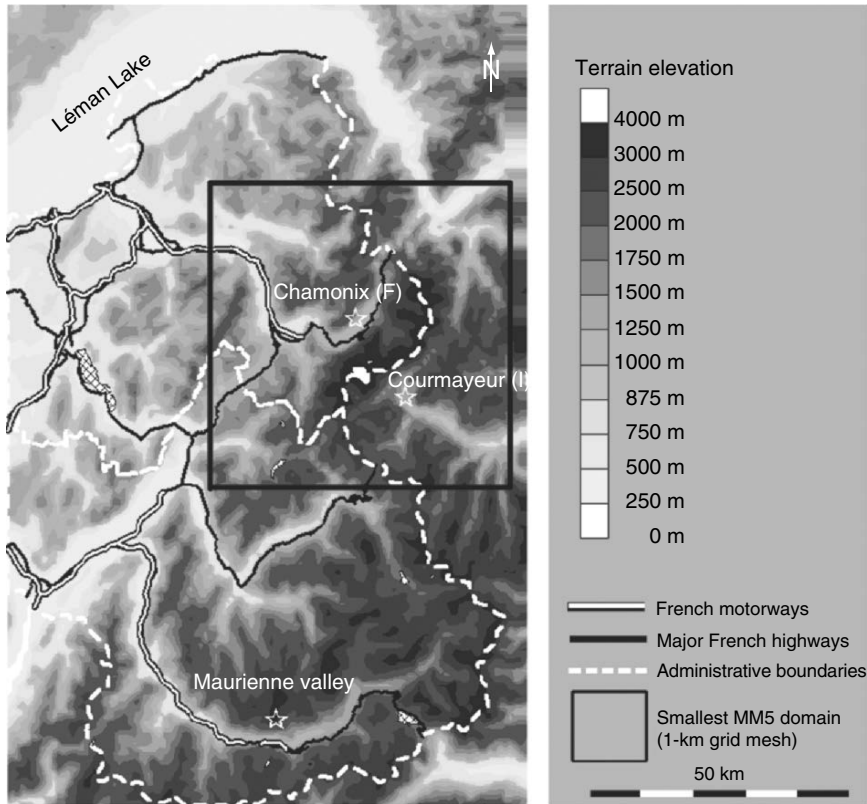 Léman Lake
N
Chamonix (F)
Courmayeur (I)
Maurienne valley
Terrain elevation
4000 m
3000 m
2500 m
2000 m
1750 m
1500 m
1250 m
1000 m
875 m
750 m
500 m
250 m
0 m
French motorways
Major French highways
Administrative boundaries
Smallest MM5 domain
(1-km grid mesh)
50 km